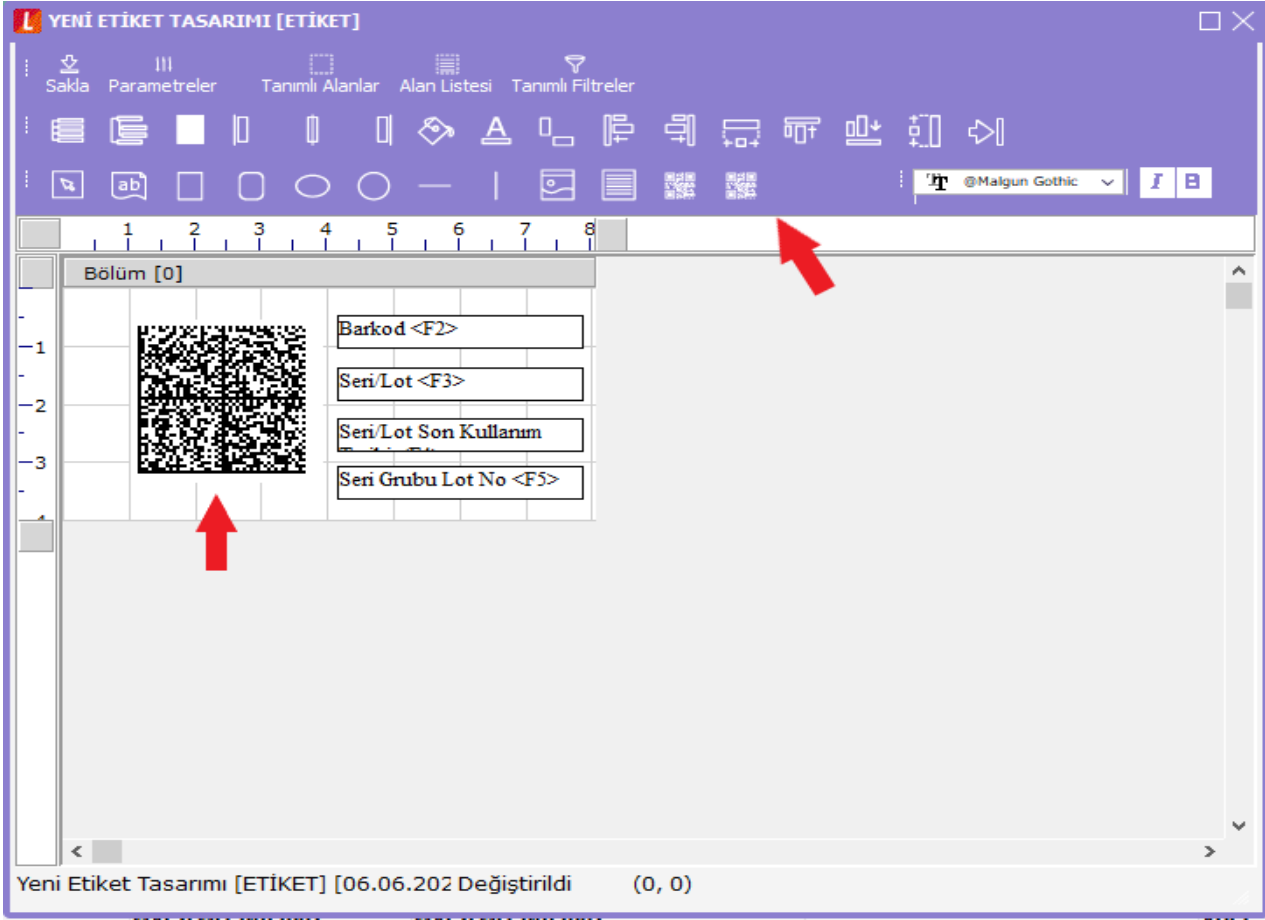 L YENİ ETİKET TASARIMI [ETİKET]
Sakla Parametreler Tanımlı Alanlar Alan Listesi Tanımlı Filtreler
A
ab T @Malgun Gothic I B
1 2 3 4 5 6 7 8
Bölüm [0]
Barkod <F2>
1
Seri/Lot <F3>
2
Seri/Lot Son Kullanım
3
Seri Grubu Lot No <F5>
Yeni Etiket Tasarımı [ETİKET] [06.06.202 Değiştirildi (0, 0)